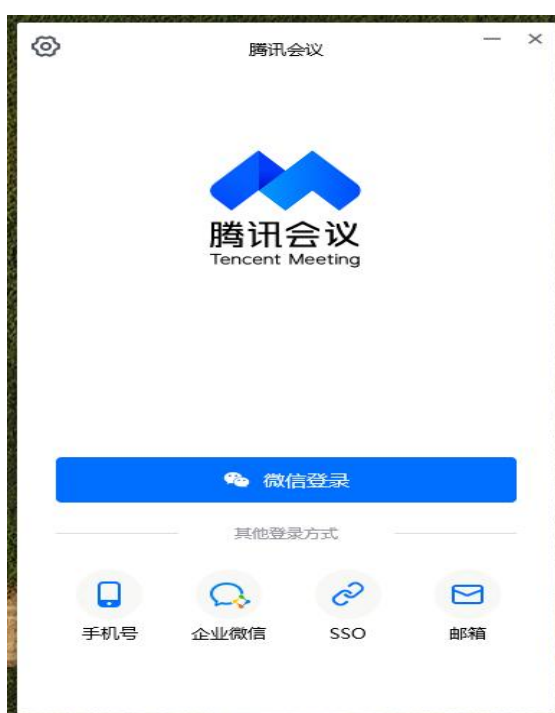 腾讯会议
腾讯会议
Tencent Meeting
微信登录
其他登录方式
手机号 企业微信 SSO 邮箱